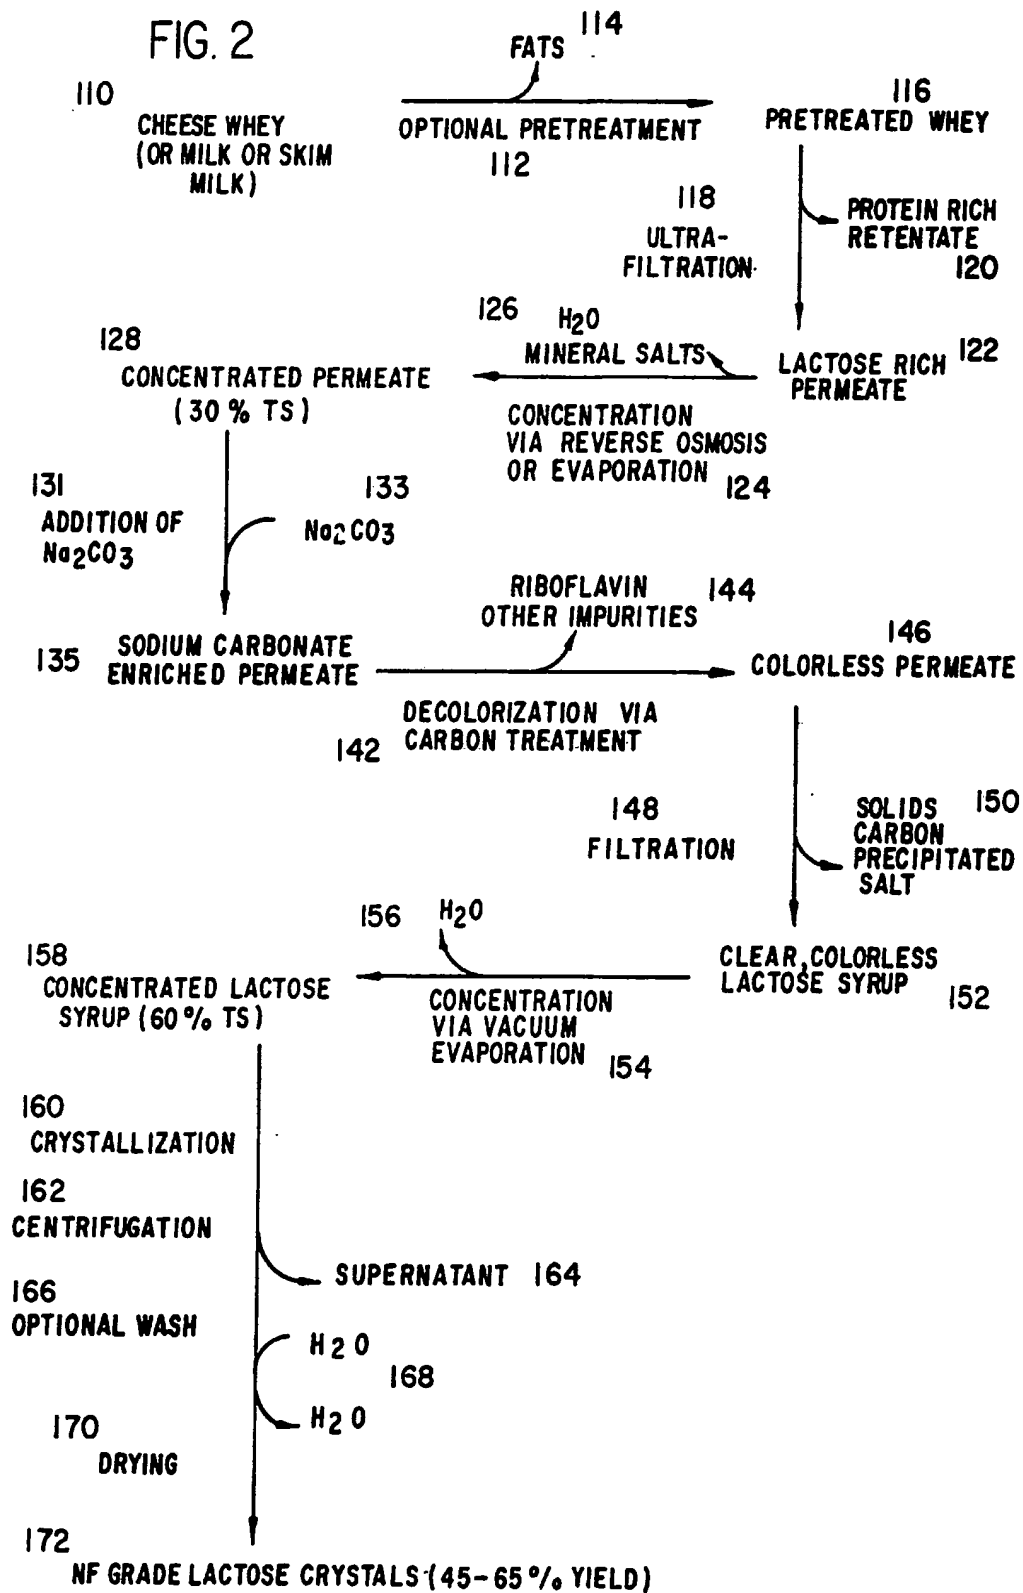 FIG. 2
114
FATS
110
CHEESE WHEY
(OR MILK OR SKIM
MILK)
OPTIONAL PRETREATMENT
112
116
PRETREATED WHEY
118
ULTRA-
FILTRATION
PROTEIN RICH
RETENTATE
120
122
LACTOSE RICH
PERMEATE
126
H2O
MINERAL SALTS
CONCENTRATION
VIA REVERSE OSMOSIS
OR EVAPORATION
124
128
CONCENTRATED PERMEATE
(30% TS)
131
ADDITION OF
Na2CO3
133
Na2CO3
135
SODIUM CARBONATE
ENRICHED PERMEATE
RIBOFLAVIN
OTHER IMPURITIES
144
DECOLORIZATION VIA
CARBON TREATMENT
142
146
COLORLESS PERMEATE
148
FILTRATION
SOLIDS
CARBON
PRECIPITATED
SALT
150
CLEAR, COLORLESS
LACTOSE SYRUP
152
156
H2O
CONCENTRATION
VIA VACUUM
EVAPORATION
154
158
CONCENTRATED LACTOSE
SYRUP (60% TS)
160
CRYSTALLIZATION
162
CENTRIFUGATION
SUPERNATANT 164
166
OPTIONAL WASH
H2O
168
H2O
170
DRYING
172
NF GRADE LACTOSE CRYSTALS (45-65% YIELD)